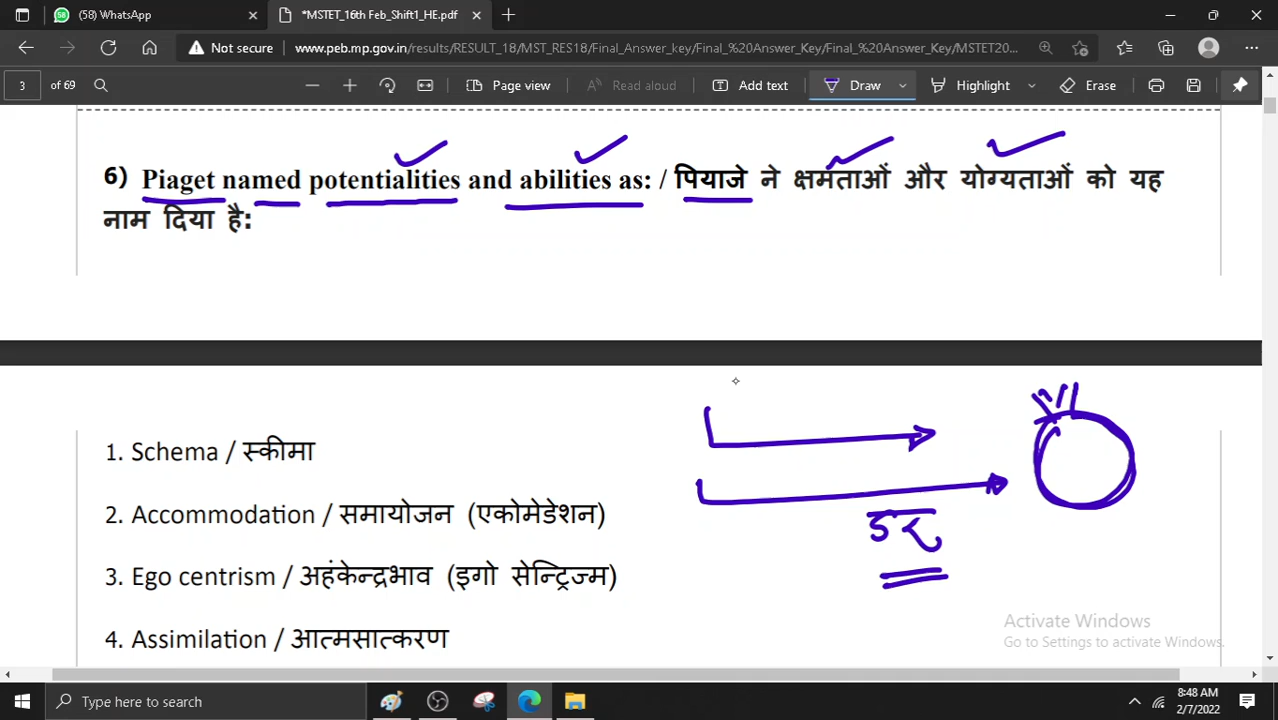 (58) WhatsApp
*MSTET_16th Feb_Shift1_HE.pdf
Not secure www.peb.mp.gov.in/results/RESULT_18/MST_RES18/Final_Answer_key/Final_%20Answer_Key/Final_%20Answer_Key/MSTET20...
3 of 69 Page view Read aloud Add text Draw Highlight Erase
6) Piaget named potentialities and abilities as: / पियाजे ने क्षमताओं और योग्यताओं को यह
नाम दिया है:
1. Schema / स्कीमा
2. Accommodation / समायोजन (एकोमेडेशन)
3. Ego centrism / अहंकेन्द्रभाव (इगो सेन्ट्रिज्म)
4. Assimilation / आत्मसात्करण
Activate Windows
Go to Settings to activate Windows.
Type here to search
8:48 AM
2/7/2022